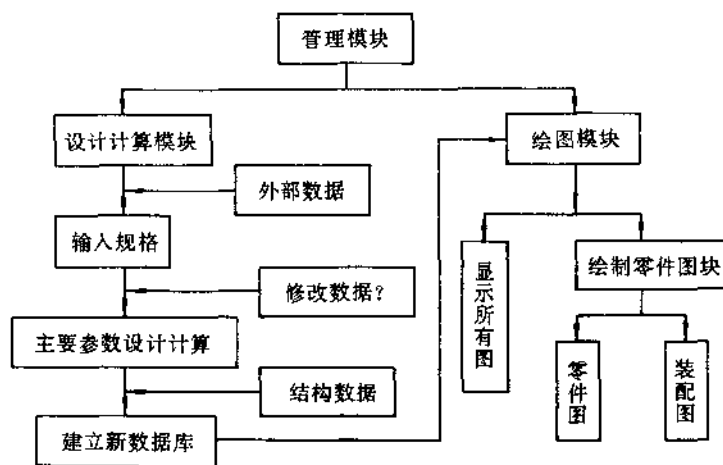 管理模块
设计计算模块
绘图模块
外部数据
输入规格
显示所有图
绘制零件图块
修改数据?
主要参数设计计算
零件图
装配图
结构数据
建立新数据库